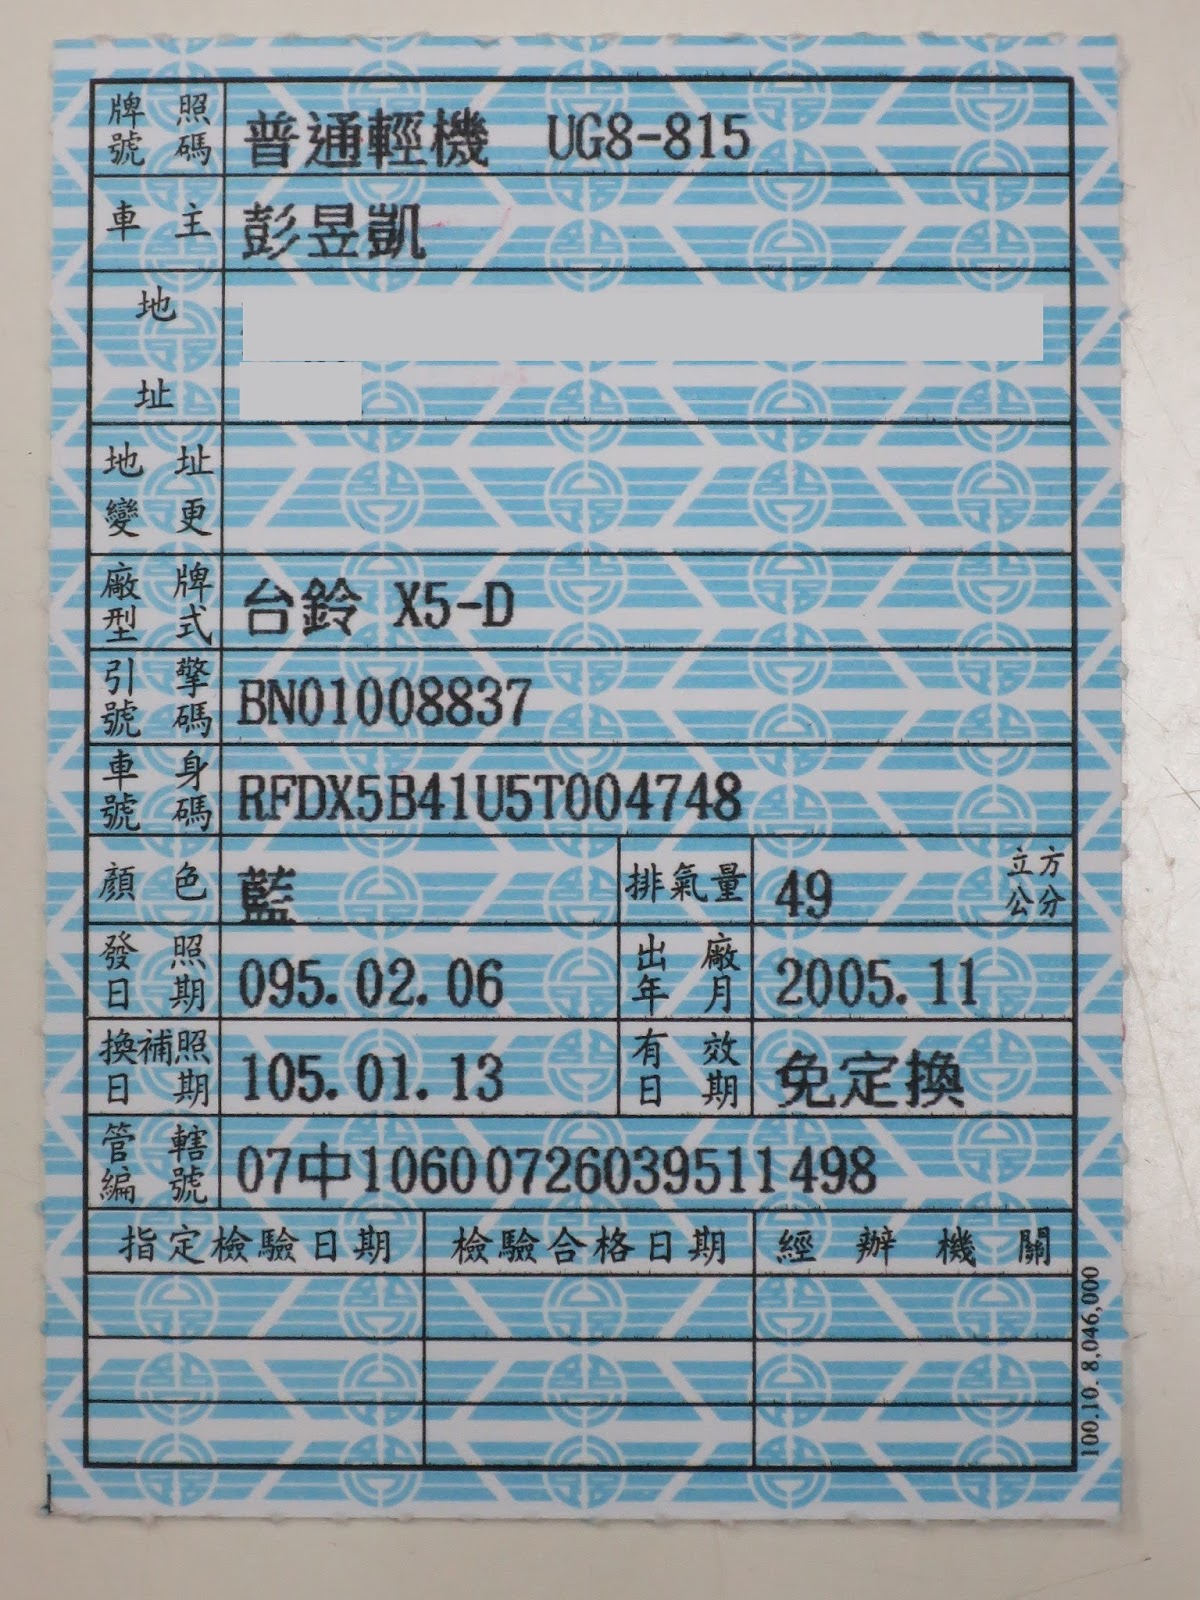 牌照號碼 普通輕機 UG8-815
車主 彭昱凱
地址
地址變更
廠牌型式 台鈴 X5-D
引擎號碼 BN01008837
車身號碼 RFDX5B41U5T004748
顏色 藍 排氣量 49 立方公分
發照日期 095.02.06 出廠年月 2005.11
換補照日期 105.01.13 有效日期 免定換
管轄編號 07中10600726039511498
指定檢驗日期 檢驗合格日期 經辦機關
100.10. 8,046,000